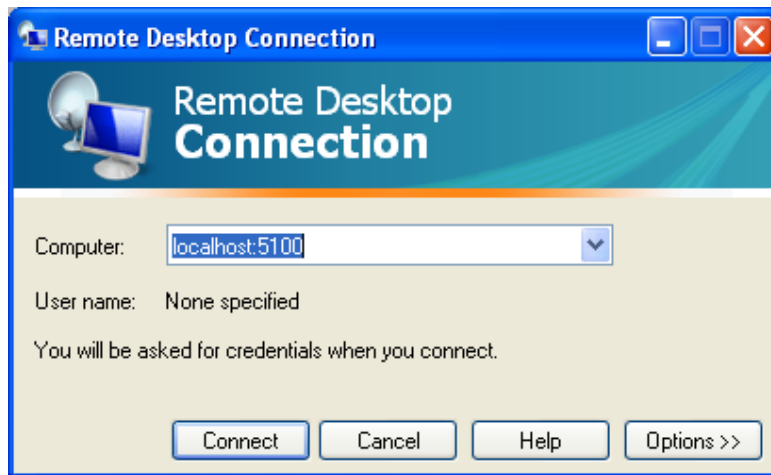 Remote Desktop Connection
Remote Desktop
Connection
Computer: localhost:5100
User name: None specified
You will be asked for credentials when you connect.
Connect Cancel Help Options >>